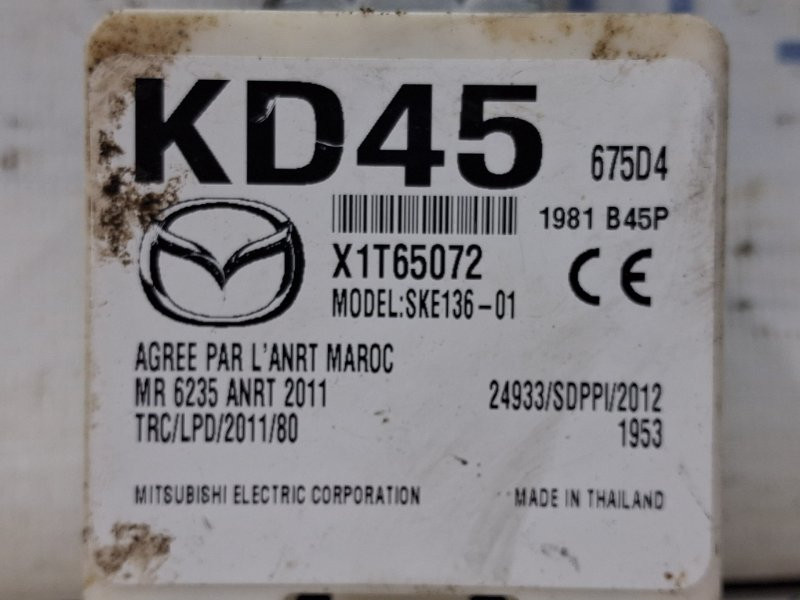 KD45 675D4
1981 B45P
X1T65072 CE
MODEL:SKE136-01
AGREE PAR L'ANRT MAROC
MR 6235 ANRT 2011 24933/SDPPI/2012
TRC/LPD/2011/80 1953
MITSUBISHI ELECTRIC CORPORATION MADE IN THAILAND